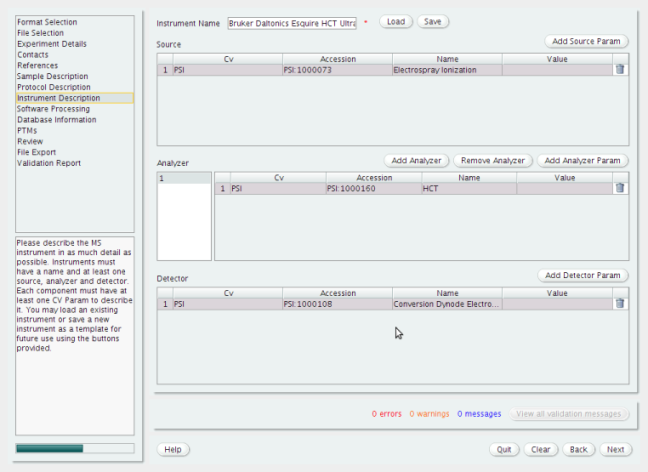 Format Selection
File Selection
Experiment Details
Contacts
References
Sample Description
Protocol Description
Instrument Description
Software Processing
Database Information
PTMs
Review
File Export
Validation Report
Please describe the MS
instrument in as much detail as
possible. Instruments must
have a name and at least one
source, analyzer and detector.
Each component must have at
least one CV Param to describe
it. You may load an existing
instrument or save a new
instrument as a template for
future use using the buttons
provided.
Instrument Name Bruker Daltonics Esquire HCT Ultra * Load Save
Source Add Source Param
Cv Accession Name Value
1 PSI PSI:1000073 Electrospray Ionization
Analyzer Add Analyzer Remove Analyzer Add Analyzer Param
1
Cv Accession Name Value
1 PSI PSI:1000160 HCT
Detector Add Detector Param
Cv Accession Name Value
1 PSI PSI:1000108 Conversion Dynode Electro...
0 errors 0 warnings 0 messages View all validation messages
Help Quit Clear Back Next